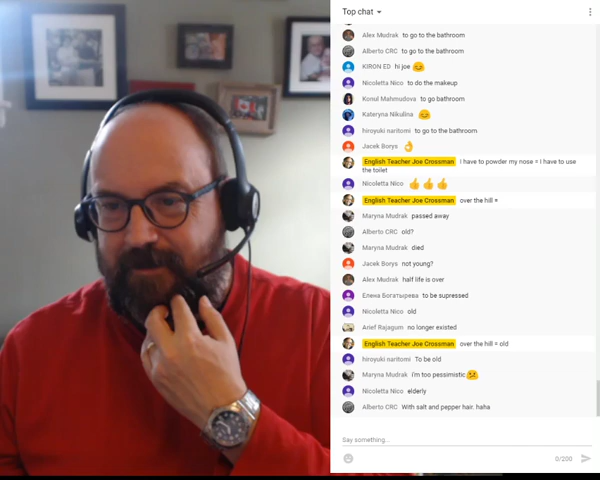 Top chat
Alex Mudrak to go to the bathroom
Alberto CRC to go to the bathroom
KIRON ED hi joe 😊
Nicoletta Nico to do the makeup
Konul Mahmudova to go bathroom
Kateryna Nikulina 😊
hiroyuki naritomi to go to the bathroom
Jacek Borys 👌
English Teacher Joe Crossman I have to powder my nose = I have to use
the toilet
Nicoletta Nico 👍👍👍
English Teacher Joe Crossman over the hill =
Maryna Mudrak passed away
Alberto CRC old?
Maryna Mudrak died
Jacek Borys not young?
Alex Mudrak half life is over
Елена Богатырева to be supressed
Nicoletta Nico old
Arief Rajagum no longer existed
English Teacher Joe Crossman over the hill = old
hiroyuki naritomi To be old
Maryna Mudrak i'm too pessimistic
Nicoletta Nico elderly
Alberto CRC With salt and pepper hair. haha
Say something...
0/200